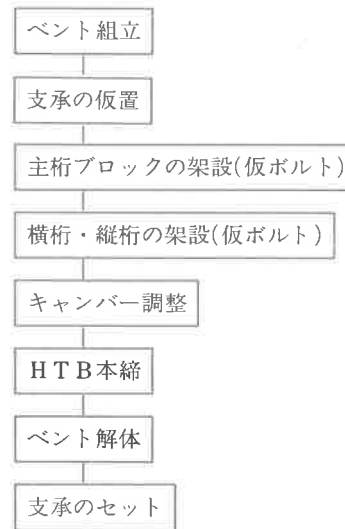 ベント組立
支承の仮置
主桁ブロックの架設(仮ボルト)
横桁・縦桁の架設(仮ボルト)
キャンバー調整
HTB本締
ベント解体
支承のセット